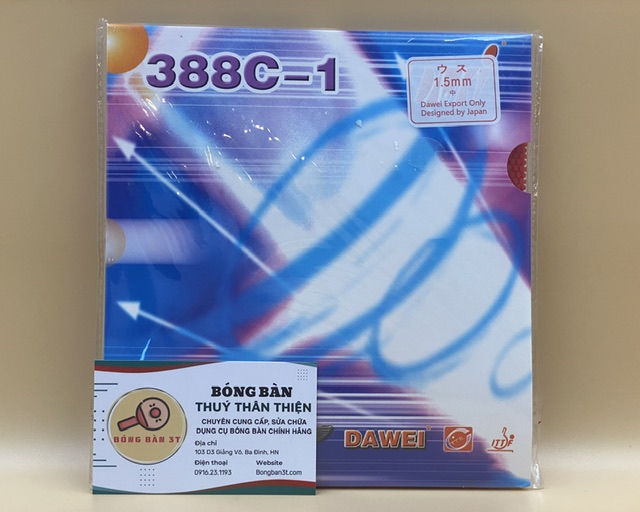 388C-1
ウス
1.5mm
中
Dawei Export Only
Designed by Japan
BÓNG BÀN
THUÝ THÂN THIỆN
CHUYÊN CUNG CẤP, SỬA CHỮA
DỤNG CỤ BÓNG BÀN CHÍNH HÃNG
Địa chỉ
103 D3 Giảng Võ, Ba Đình, HN
Điện thoại Website
0916.23.1193 Bongban3t.com
BÓNG BÀN 3T
DAWEI
ITTF